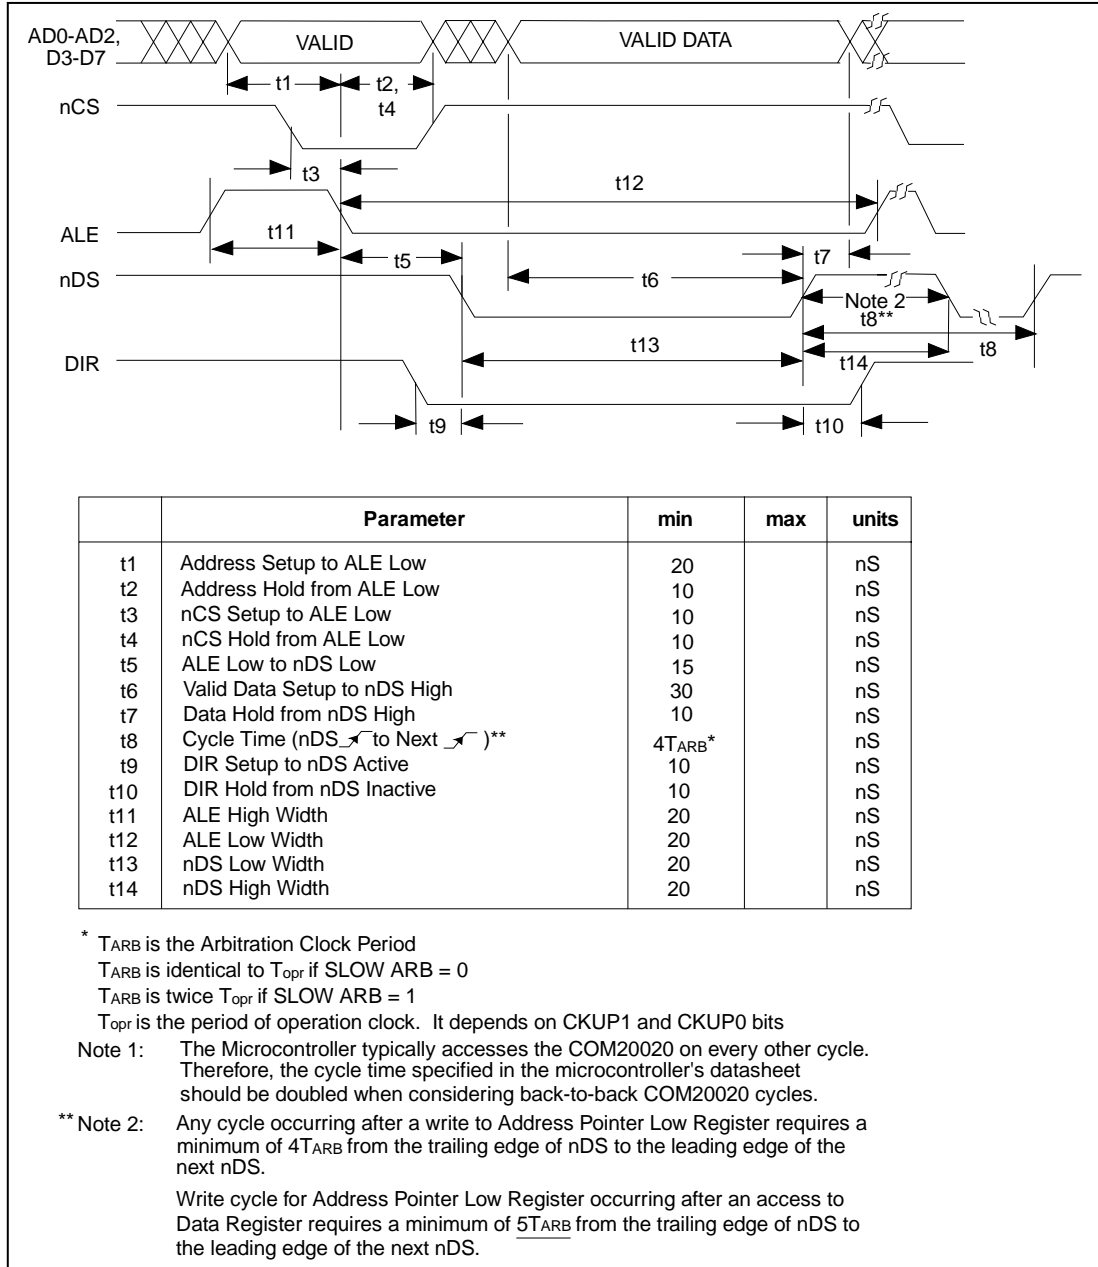 AD0-AD2,
D3-D7
VALID
VALID DATA
t1
t2,
t4
nCS
t3
t12
ALE
t11
t5
t7
nDS
t6
Note 2
t8**
t13
t8
DIR
t14
t9
t10
Parameter min max units
t1 Address Setup to ALE Low 20 nS
t2 Address Hold from ALE Low 10 nS
t3 nCS Setup to ALE Low 10 nS
t4 nCS Hold from ALE Low 10 nS
t5 ALE Low to nDS Low 15 nS
t6 Valid Data Setup to nDS High 30 nS
t7 Data Hold from nDS High 10 nS
t8 Cycle Time (nDS to Next )** 4TARB* nS
t9 DIR Setup to nDS Active 10 nS
t10 DIR Hold from nDS Inactive 10 nS
t11 ALE High Width 20 nS
t12 ALE Low Width 20 nS
t13 nDS Low Width 20 nS
t14 nDS High Width 20 nS
* TARB is the Arbitration Clock Period
TARB is identical to Topr if SLOW ARB = 0
TARB is twice Topr if SLOW ARB = 1
Topr is the period of operation clock. It depends on CKUP1 and CKUP0 bits
Note 1: The Microcontroller typically accesses the COM20020 on every other cycle.
Therefore, the cycle time specified in the microcontroller's datasheet
should be doubled when considering back-to-back COM20020 cycles.
** Note 2: Any cycle occurring after a write to Address Pointer Low Register requires a
minimum of 4TARB from the trailing edge of nDS to the leading edge of the
next nDS.
Write cycle for Address Pointer Low Register occurring after an access to
Data Register requires a minimum of 5TARB from the trailing edge of nDS to
the leading edge of the next nDS.